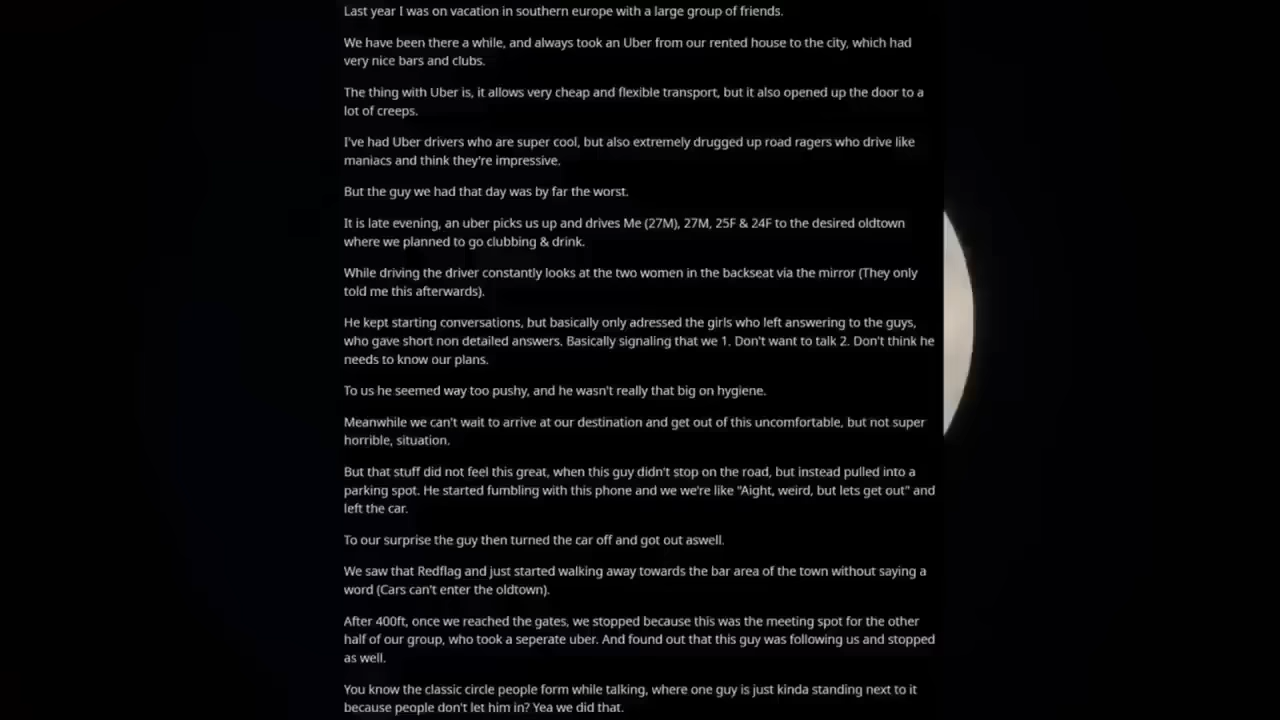 Last year I was on vacation in southern europe with a large group of friends.
We have been there a while, and always took an Uber from our rented house to the city, which had
very nice bars and clubs.
The thing with Uber is, it allows very cheap and flexible transport, but it also opened up the door to a
lot of creeps.
I've had Uber drivers who are super cool, but also extremely drugged up road ragers who drive like
maniacs and think they're impressive.
But the guy we had that day was by far the worst.
It is late evening, an uber picks us up and drives Me (27M), 27M, 25F & 24F to the desired oldtown
where we planned to go clubbing & drink.
While driving the driver constantly looks at the two women in the backseat via the mirror (They only
told me this afterwards).
He kept starting conversations, but basically only adressed the girls who left answering to the guys,
who gave short non detailed answers. Basically signaling that we 1. Don't want to talk 2. Don't think he
needs to know our plans.
To us he seemed way too pushy, and he wasn't really that big on hygiene.
Meanwhile we can't wait to arrive at our destination and get out of this uncomfortable, but not super
horrible, situation.
But that stuff did not feel this great, when this guy didn't stop on the road, but instead pulled into a
parking spot. He started fumbling with this phone and we we're like "Aight, weird, but lets get out" and
left the car.
To our surprise the guy then turned the car off and got out aswell.
We saw that Redflag and just started walking away towards the bar area of the town without saying a
word (Cars can't enter the oldtown).
After 400ft, once we reached the gates, we stopped because this was the meeting spot for the other
half of our group, who took a seperate uber. And found out that this guy was following us and stopped
as well.
You know the classic circle people form while talking, where one guy is just kinda standing next to it
because people don't let him in? Yea we did that.